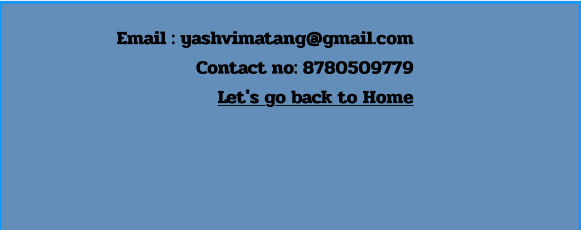 Email : yashvimatang@gmail.com
Contact no: 8780509779
Let's go back to Home